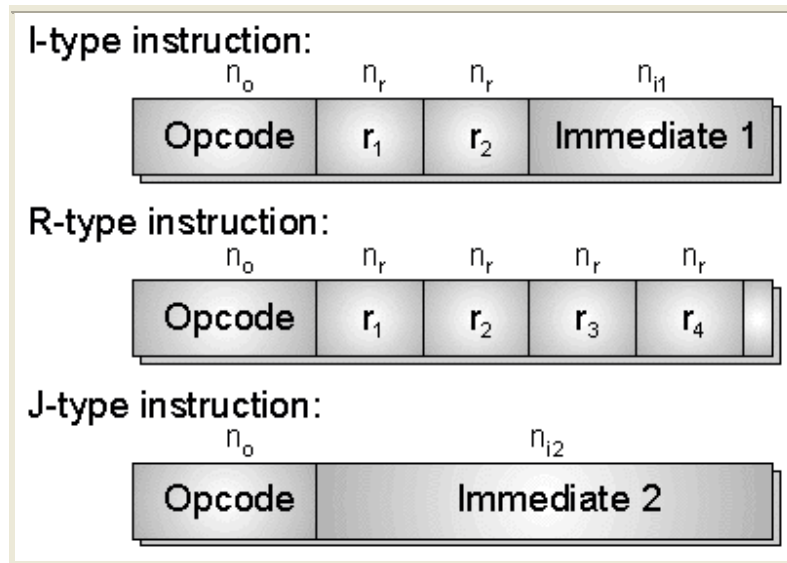 I-type instruction:
nₒ nᵣ nᵣ nᵢ₁
Opcode r₁ r₂ Immediate 1
R-type instruction:
nₒ nᵣ nᵣ nᵣ nᵣ
Opcode r₁ r₂ r₃ r₄
J-type instruction:
nₒ nᵢ₂
Opcode Immediate 2